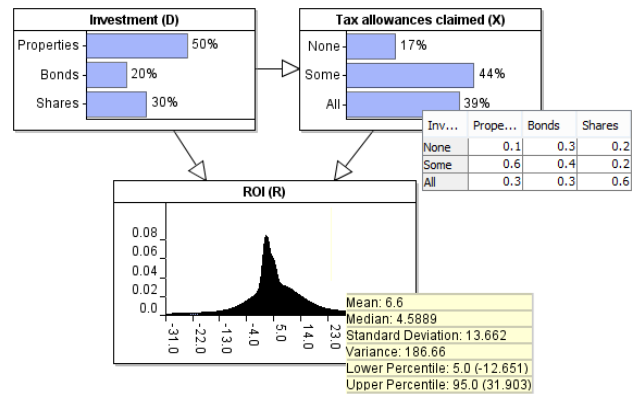 Investment (D)
Properties 50%
Bonds 20%
Shares 30%
Tax allowances claimed (X)
None 17%
Some 44%
All 39%
Inv... Prope... Bonds Shares
None 0.1 0.3 0.2
Some 0.6 0.4 0.2
All 0.3 0.3 0.6
ROI (R)
0.08
0.06
0.04
0.02
0.0
-31.0 -22.0 -13.0 -4.0 5.0 14.0 23.0
Mean: 6.6
Median: 4.5889
Standard Deviation: 13.662
Variance: 186.66
Lower Percentile: 5.0 (-12.651)
Upper Percentile: 95.0 (31.903)